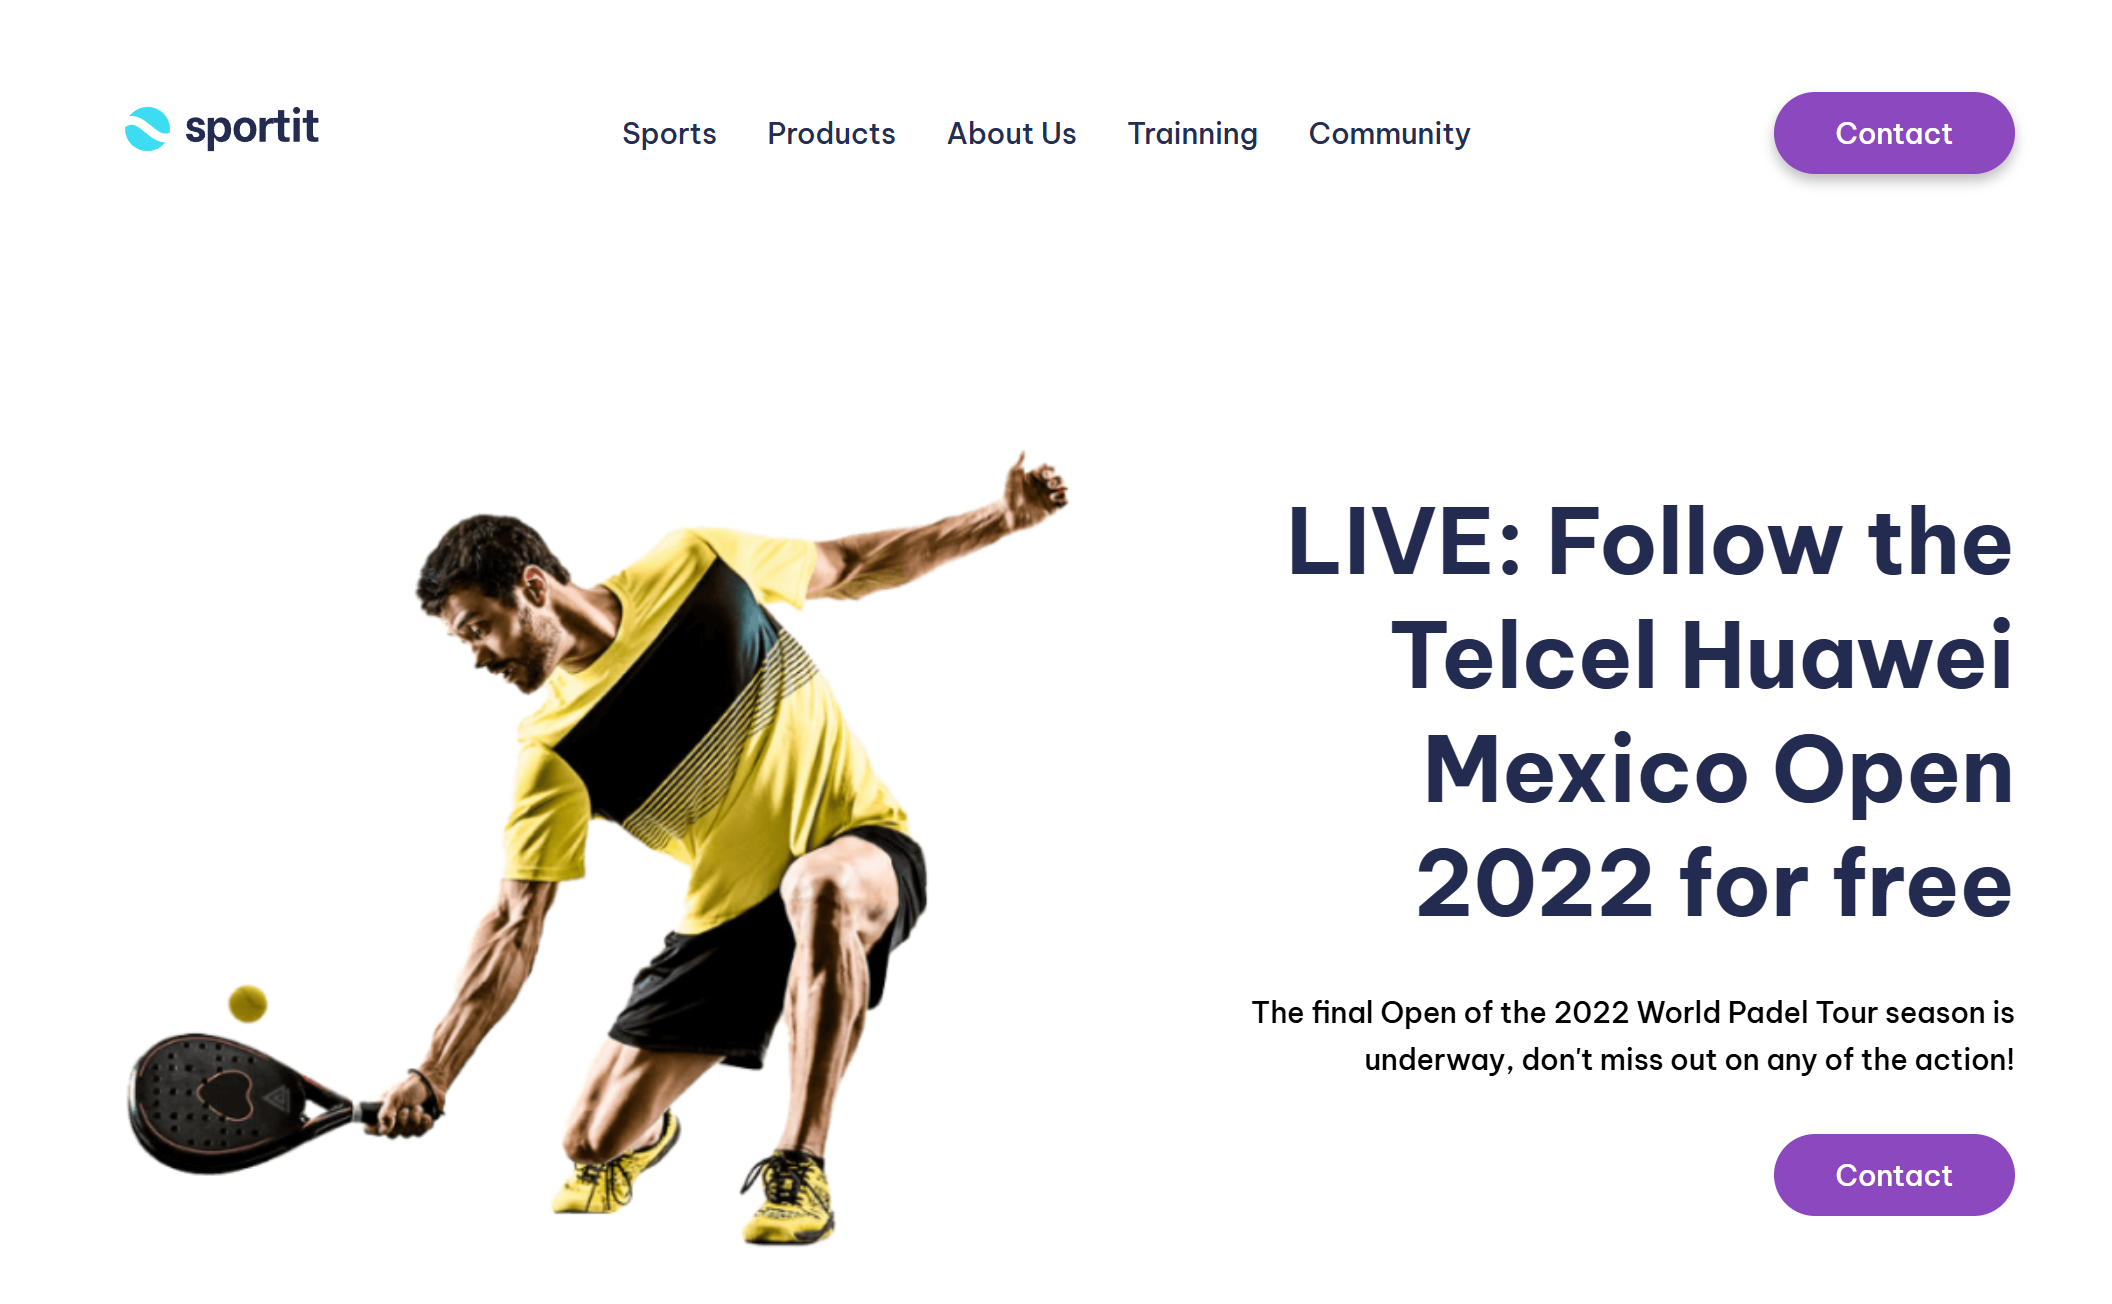 sportit
Sports Products About Us Trainning Community
Contact
LIVE: Follow the
Telcel Huawei
Mexico Open
2022 for free
The final Open of the 2022 World Padel Tour season is
underway, don't miss out on any of the action!
Contact